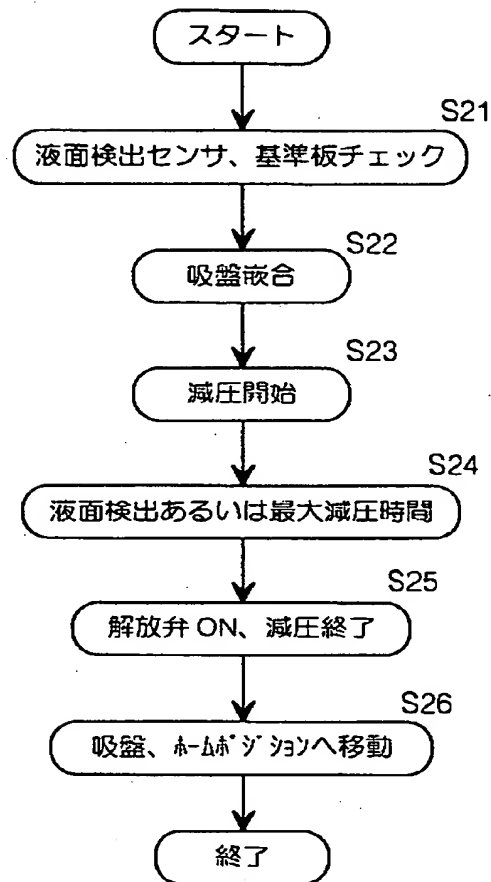 スタート
S21
液面検出センサ、基準板チェック
S22
吸盤嵌合
S23
減圧開始
S24
液面検出あるいは最大減圧時間
S25
解放弁 ON、減圧終了
S26
吸盤、ﾎｰﾑﾎﾟｼﾞｼｮﾝへ移動
終了